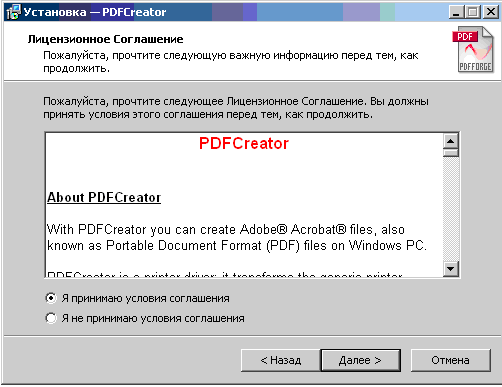 Установка — PDFCreator
Лицензионное Соглашение
Пожалуйста, прочтите следующую важную информацию перед тем, как
продолжить.
PDF
PDFFORGE
Пожалуйста, прочтите следующее Лицензионное Соглашение. Вы должны
принять условия этого соглашения перед тем, как продолжить.
PDFCreator
About PDFCreator
With PDFCreator you can create Adobe® Acrobat® files, also
known as Portable Document Format (PDF) files on Windows PC.
PDFCreator is a printer driver: it transforms the generic printer
Я принимаю условия соглашения
Я не принимаю условия соглашения
< Назад
Далее >
Отмена